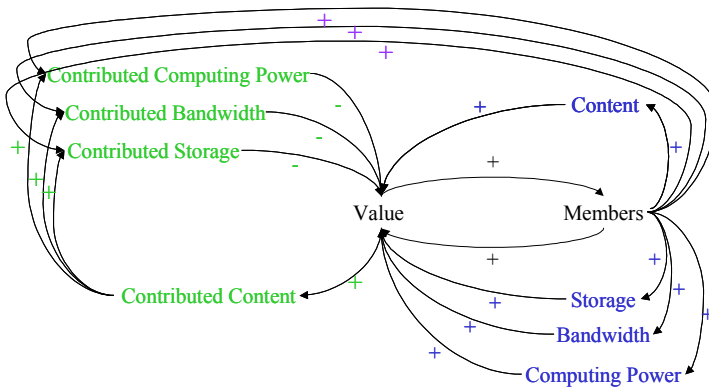 +
+
+
Contributed Computing Power
-
+
Content
Contributed Bandwidth
-
+
+
Contributed Storage
-
+
+
+
Value
Members
+
+
+
+
+
Contributed Content
+
Storage
+
Bandwidth
+
Computing Power